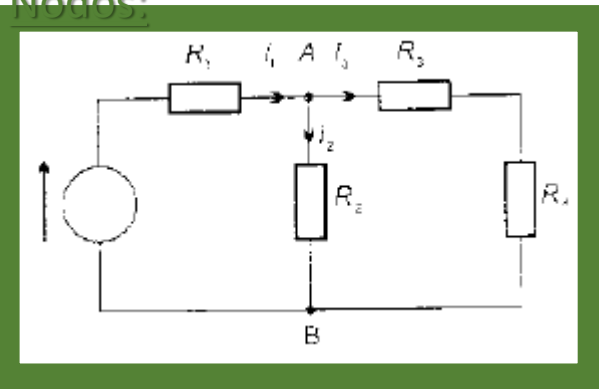 Nodos:
R₁ I₁ A I₃ R₃
i₂
R₂ R₄
B